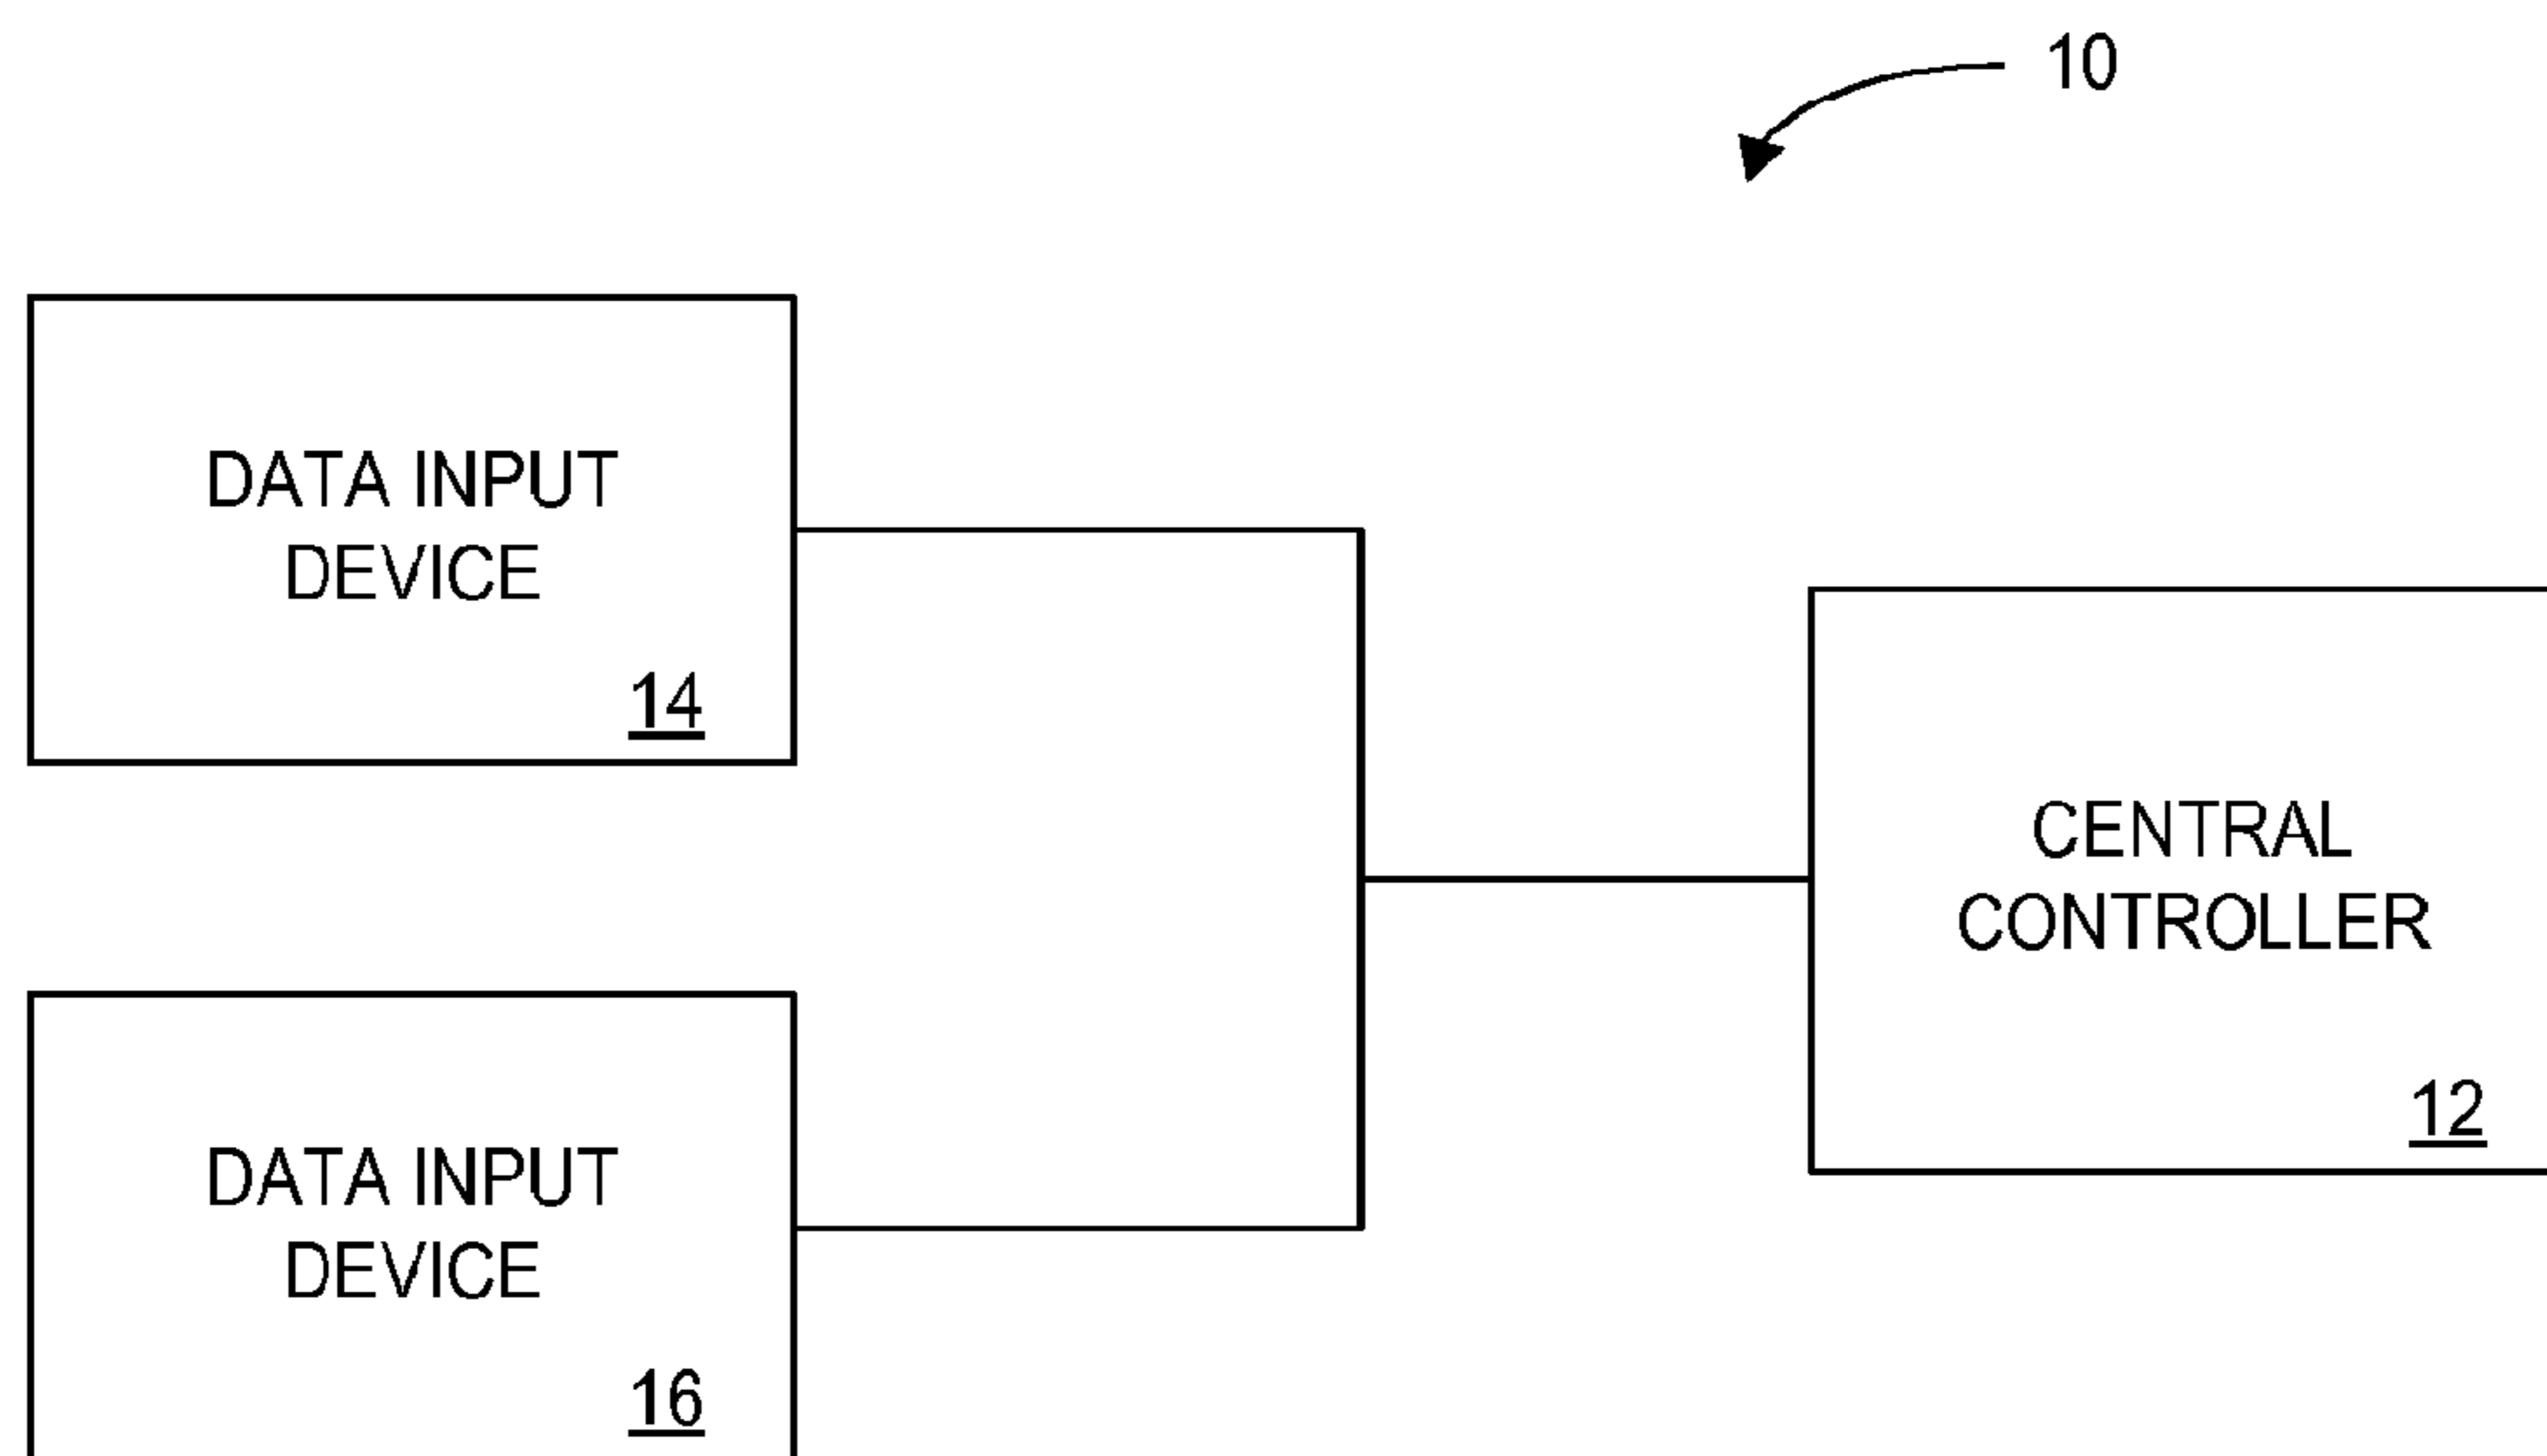 10
DATA INPUT
DEVICE
14
CENTRAL
CONTROLLER
12
DATA INPUT
DEVICE
16